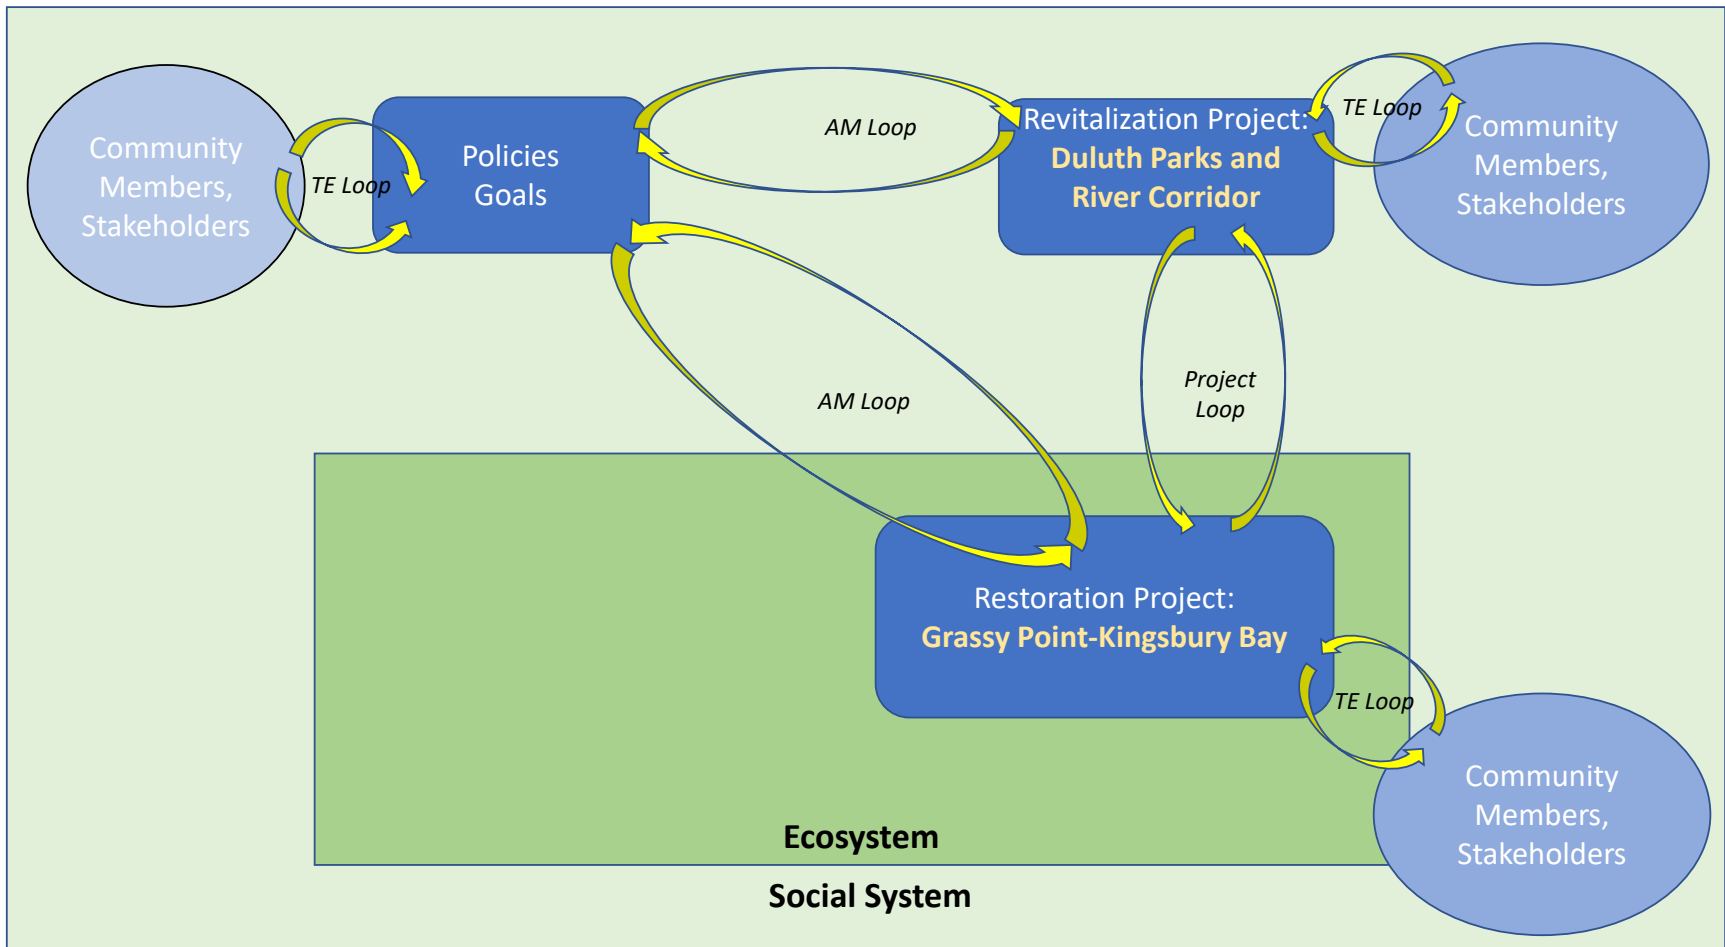 Community
Members,
Stakeholders
TE Loop
Policies
Goals
AM Loop
Revitalization Project:
Duluth Parks and
River Corridor
TE Loop
Community
Members,
Stakeholders
AM Loop
Project
Loop
Restoration Project:
Grassy Point-Kingsbury Bay
TE Loop
Community
Members,
Stakeholders
Ecosystem
Social System